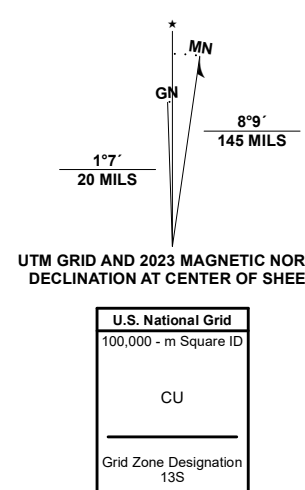 ★
MN
GN
8°9´
145 MILS
1°7´
20 MILS
UTM GRID AND 2023 MAGNETIC NOR
DECLINATION AT CENTER OF SHEE
U.S. National Grid
100,000 - m Square ID
CU
Grid Zone Designation
13S